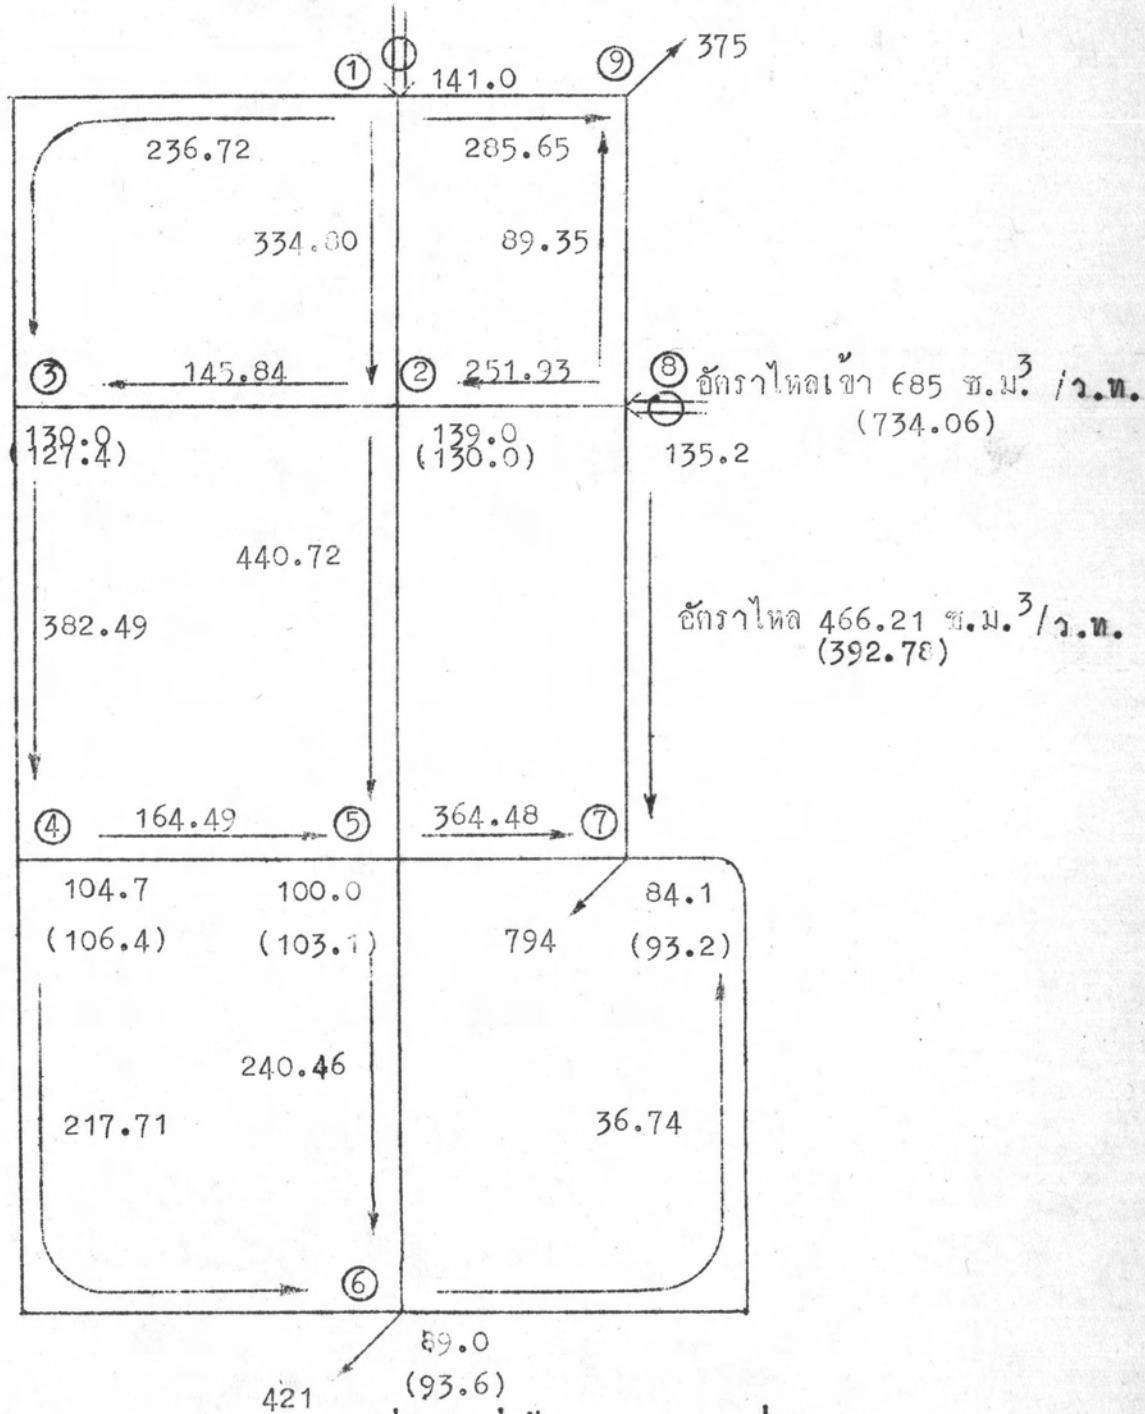 ① 141.0 ⑨ 375
236.72 285.65
334.80 89.35
③ 145.84 ② 251.93 ⑧ อัตราไหลเข้า 685 ซ.ม.³ /ว.ท.
(734.06)
130.0 139.0
(127.4) (130.0) 135.2
440.72
382.49 อัตราไหล 466.21 ซ.ม.³/ว.ท.
(392.78)
④ 164.49 ⑤ 364.48 ⑦
104.7 100.0 84.1
(106.4) (103.1) 794 (93.2)
240.46
217.71 36.74
⑥
89.0
421 (93.6)